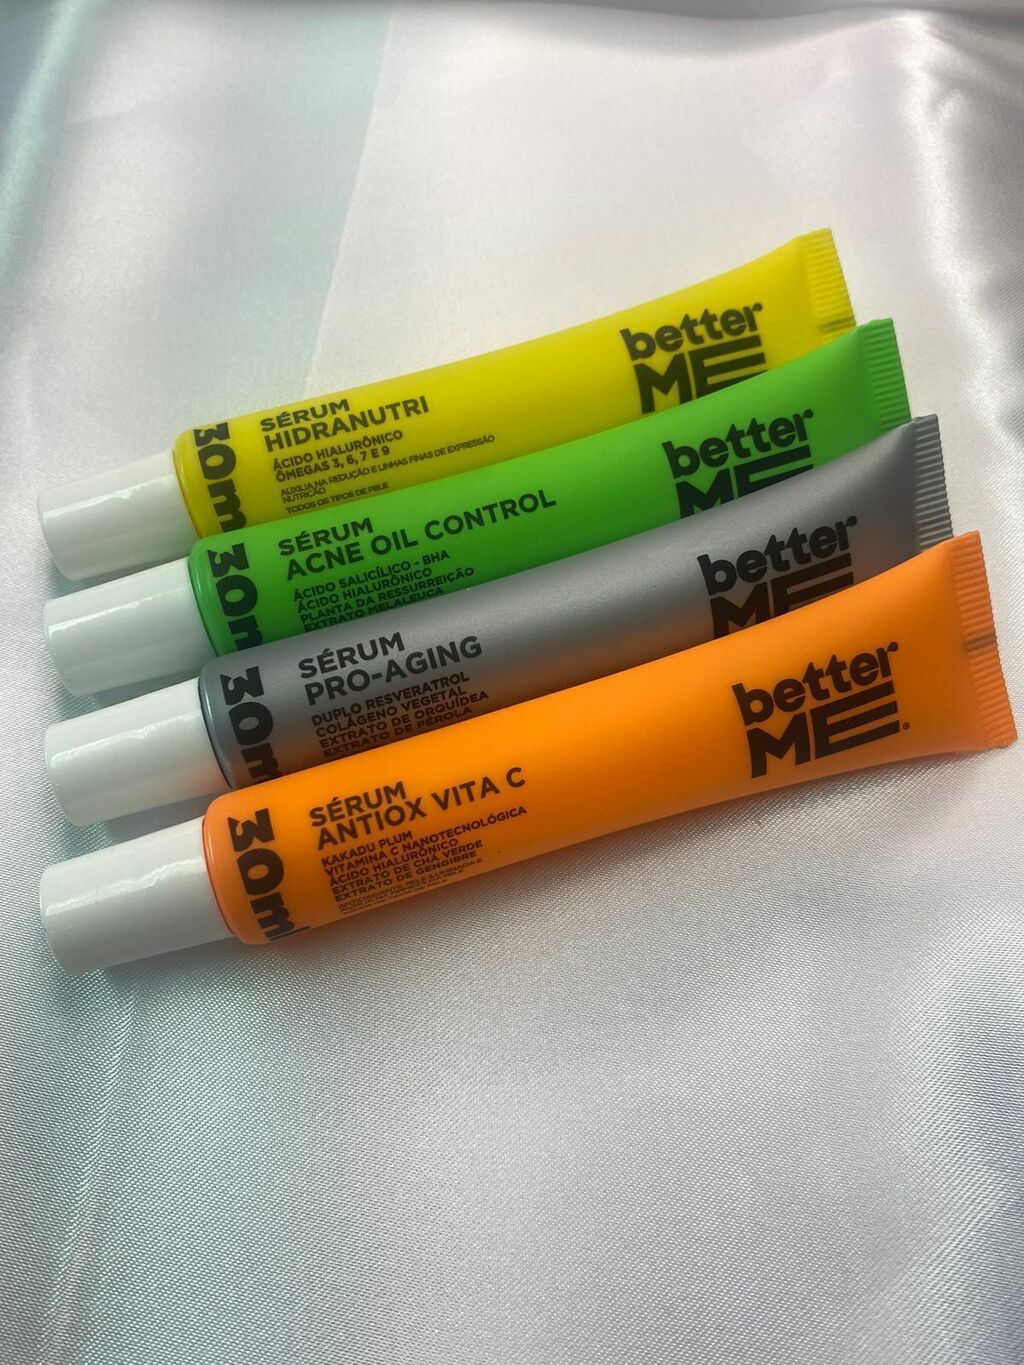 better
ME
30ml
SÉRUM
HIDRANUTRI
ÁCIDO HIALURÔNICO
ÔMEGAS 3, 6, 7 E 9
AUXILIA NA REDUÇÃO E LINHAS FINAS DE EXPRESSÃO
NUTRIÇÃO
TODOS OS TIPOS DE PELE
better
ME
30ml
SÉRUM
ACNE OIL CONTROL
ÁCIDO SALICÍLICO - BHA
ÁCIDO HIALURÔNICO
PLANTA DA RESSURREIÇÃO
EXTRATO MELALEUCA
better
ME
30ml
SÉRUM
PRO-AGING
DUPLO RESVERATROL
COLÁGENO VEGETAL
EXTRATO DE ORQUÍDEA
EXTRATO DE PÉROLA
better
ME®
30ml
SÉRUM
ANTIOX VITA C
KAKADU PLUM
VITAMINA C NANOTECNOLÓGICA
ÁCIDO HIALURÔNICO
EXTRATO DE CHÁ VERDE
EXTRATO DE GENGIBRE